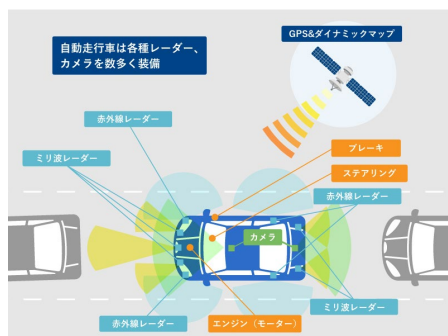 自動走行車は各種レーダー、
カメラを数多く装備
GPS&ダイナミックマップ
赤外線レーダー
ブレーキ
ミリ波レーダー
ステアリング
赤外線レーダー
カメラ
赤外線レーダー
エンジン（モーター）
ミリ波レーダー